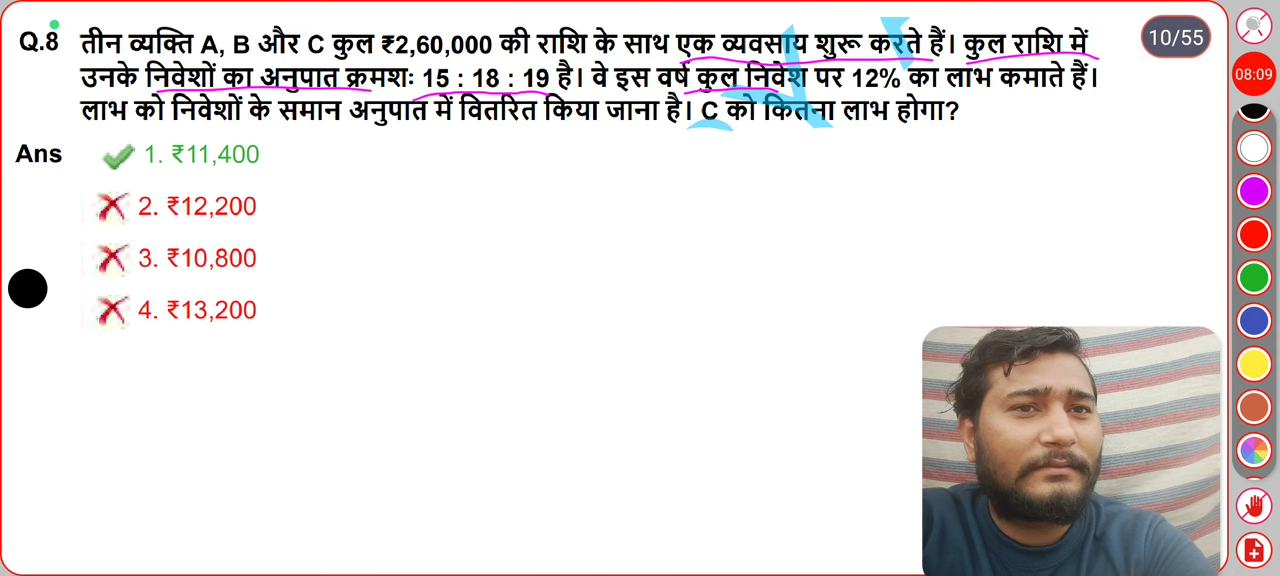 Q.8 तीन व्यक्ति A, B और C कुल ₹2,60,000 की राशि के साथ एक व्यवसाय शुरू करते हैं। कुल राशि में
उनके निवेशों का अनुपात क्रमशः 15 : 18 : 19 है। वे इस वर्ष कुल निवेश पर 12% का लाभ कमाते हैं।
लाभ को निवेशों के समान अनुपात में वितरित किया जाना है। C को कितना लाभ होगा?
Ans 1. ₹11,400
2. ₹12,200
3. ₹10,800
4. ₹13,200
10/55
08:09